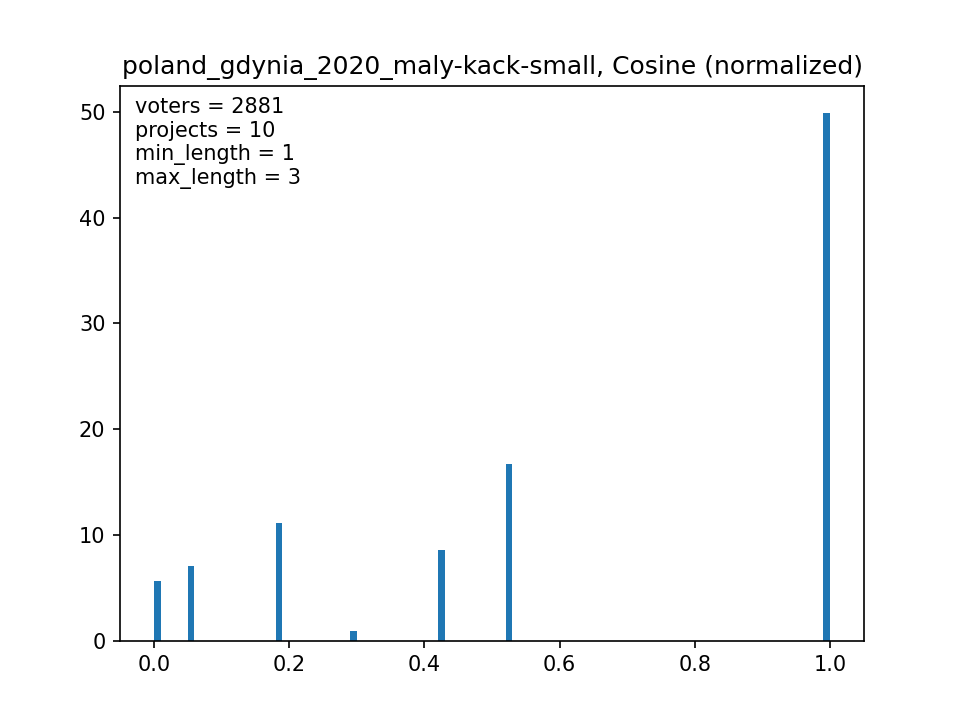 poland_gdynia_2020_maly-kack-small, Cosine (normalized)
voters = 2881
projects = 10
min_length = 1
max_length = 3
50
40
30
20
10
0
0.0 0.2 0.4 0.6 0.8 1.0